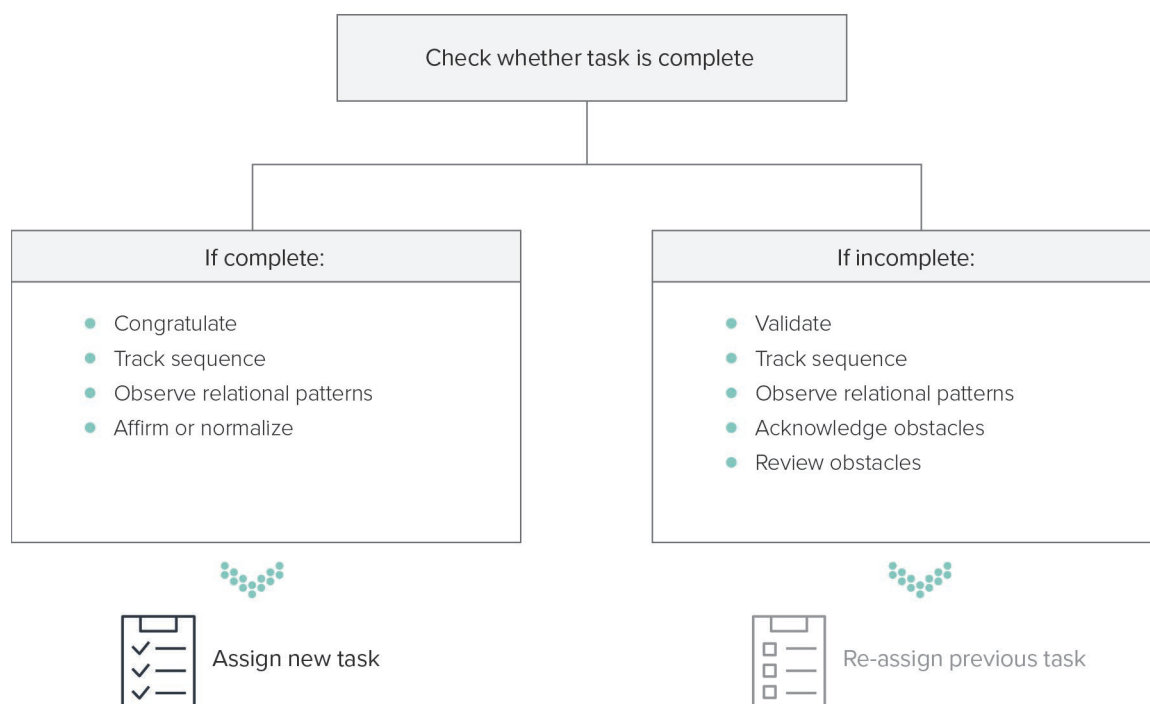 Check whether task is complete
If complete:
Congratulate
Track sequence
Observe relational patterns
Affirm or normalize
Assign new task
If incomplete:
Validate
Track sequence
Observe relational patterns
Acknowledge obstacles
Review obstacles
Re-assign previous task